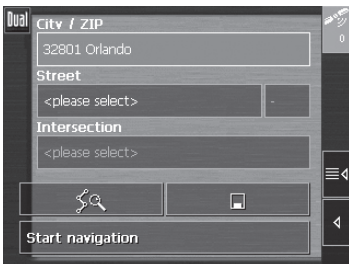 Dual
City / ZIP
0
32801 Orlando
Street
<please select>
-
Intersection
<please select>
Start navigation